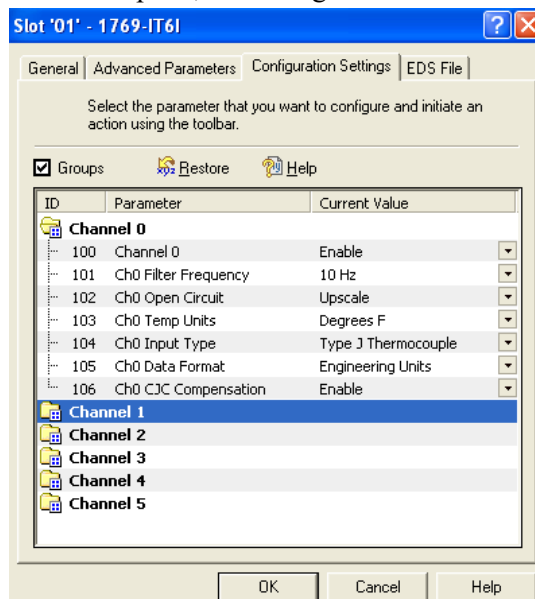 Slot '01' - 1769-IT6I
General Advanced Parameters Configuration Settings EDS File
Select the parameter that you want to configure and initiate an
action using the toolbar.
Groups Restore Help
ID Parameter Current Value
Channel 0
100 Channel 0 Enable
101 Ch0 Filter Frequency 10 Hz
102 Ch0 Open Circuit Upscale
103 Ch0 Temp Units Degrees F
104 Ch0 Input Type Type J Thermocouple
105 Ch0 Data Format Engineering Units
106 Ch0 CJC Compensation Enable
Channel 1
Channel 2
Channel 3
Channel 4
Channel 5
OK Cancel Help